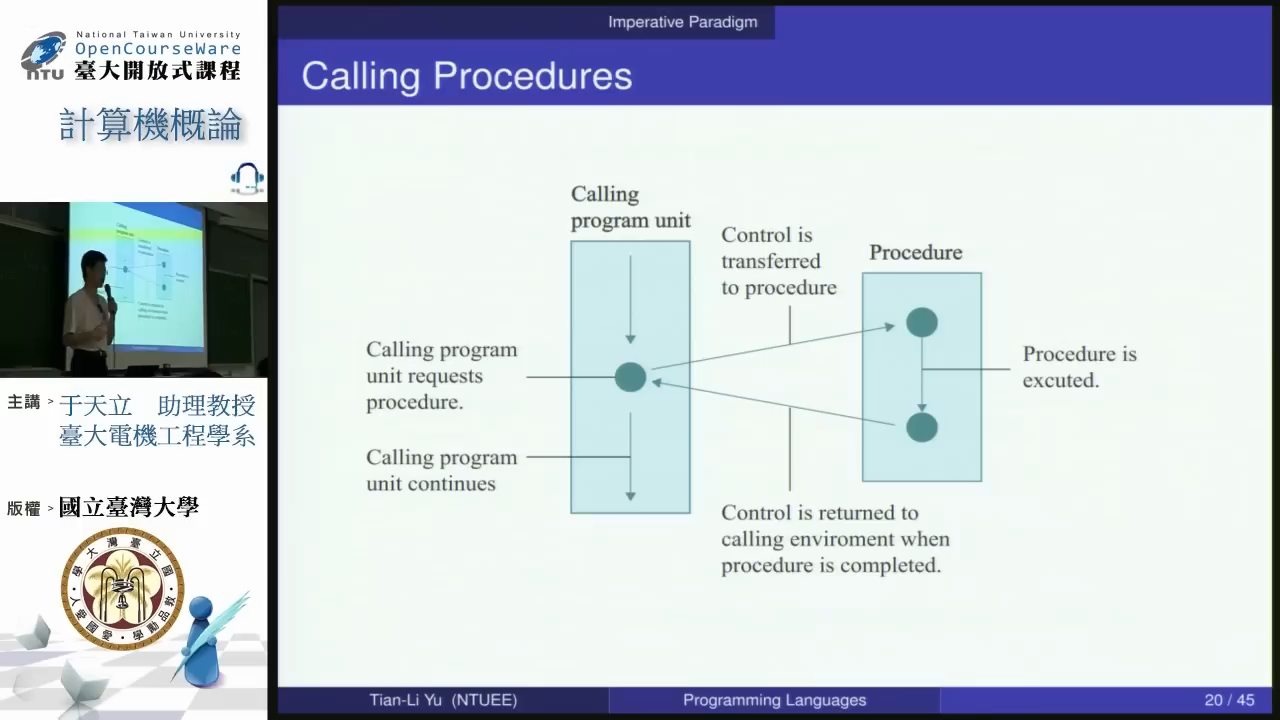 National Taiwan University
OpenCourseWare
NTU 臺大開放式課程
計算機概論
主講 > 于天立 助理教授
臺大電機工程學系
版權 > 國立臺灣大學
Imperative Paradigm
Calling Procedures
Calling
program unit
Control is
transferred
to procedure
Procedure
Calling program
unit requests
procedure.
Procedure is
excuted.
Calling program
unit continues
Control is returned to
calling enviroment when
procedure is completed.
Tian-Li Yu (NTUEE)
Programming Languages
20 / 45